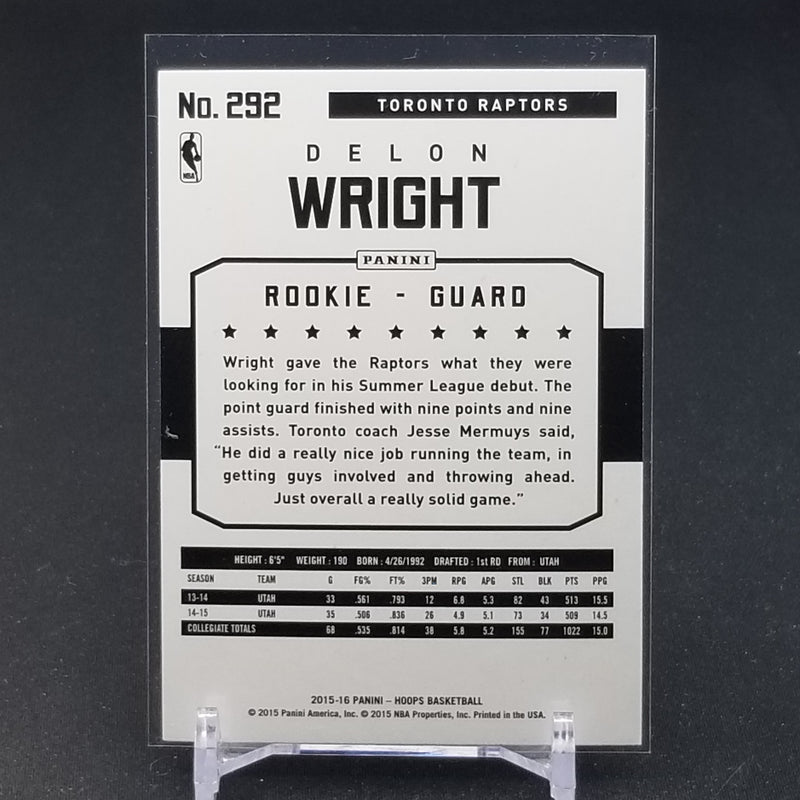 No. 292
TORONTO RAPTORS
NBA
DELON
WRIGHT
PANINI
ROOKIE - GUARD
Wright gave the Raptors what they were
looking for in his Summer League debut. The
point guard finished with nine points and nine
assists. Toronto coach Jesse Mermuys said,
“He did a really nice job running the team, in
getting guys involved and throwing ahead.
Just overall a really solid game.”
HEIGHT: 6'5" WEIGHT: 190 BORN: 4/26/1992 DRAFTED: 1st RD FROM: UTAH
SEASON TEAM G FG% FT% 3PM RPG APG STL BLK PTS PPG
13-14 UTAH 33 .561 .793 12 6.8 5.3 82 43 513 15.5
14-15 UTAH 35 .506 .836 26 4.9 5.1 73 34 509 14.5
COLLEGIATE TOTALS 68 .535 .814 38 5.8 5.2 155 77 1022 15.0
2015-16 PANINI – HOOPS BASKETBALL
© 2015 Panini America, Inc. © 2015 NBA Properties, Inc. Printed in the USA.